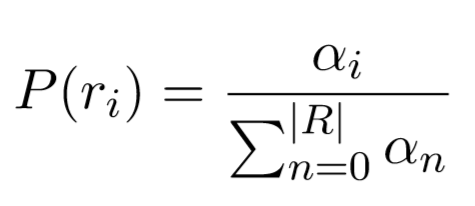 P(r_i) = \frac{\alpha_i}{\sum_{n=0}^{|R|} \alpha_n}